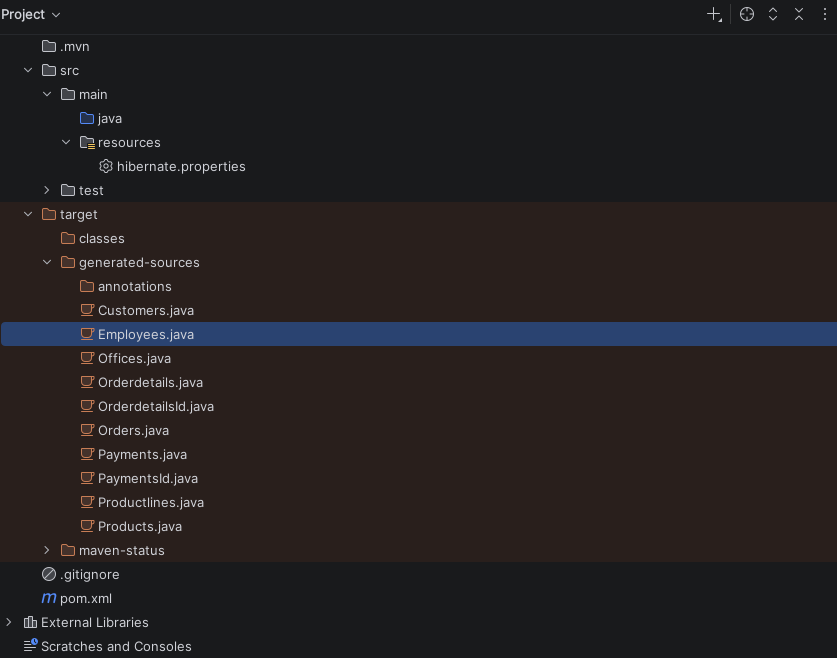 Project
.mvn
src
main
java
resources
hibernate.properties
test
target
classes
generated-sources
annotations
Customers.java
Employees.java
Offices.java
Orderdetails.java
OrderdetailsId.java
Orders.java
Payments.java
PaymentsId.java
Productlines.java
Products.java
maven-status
.gitignore
m pom.xml
External Libraries
Scratches and Consoles